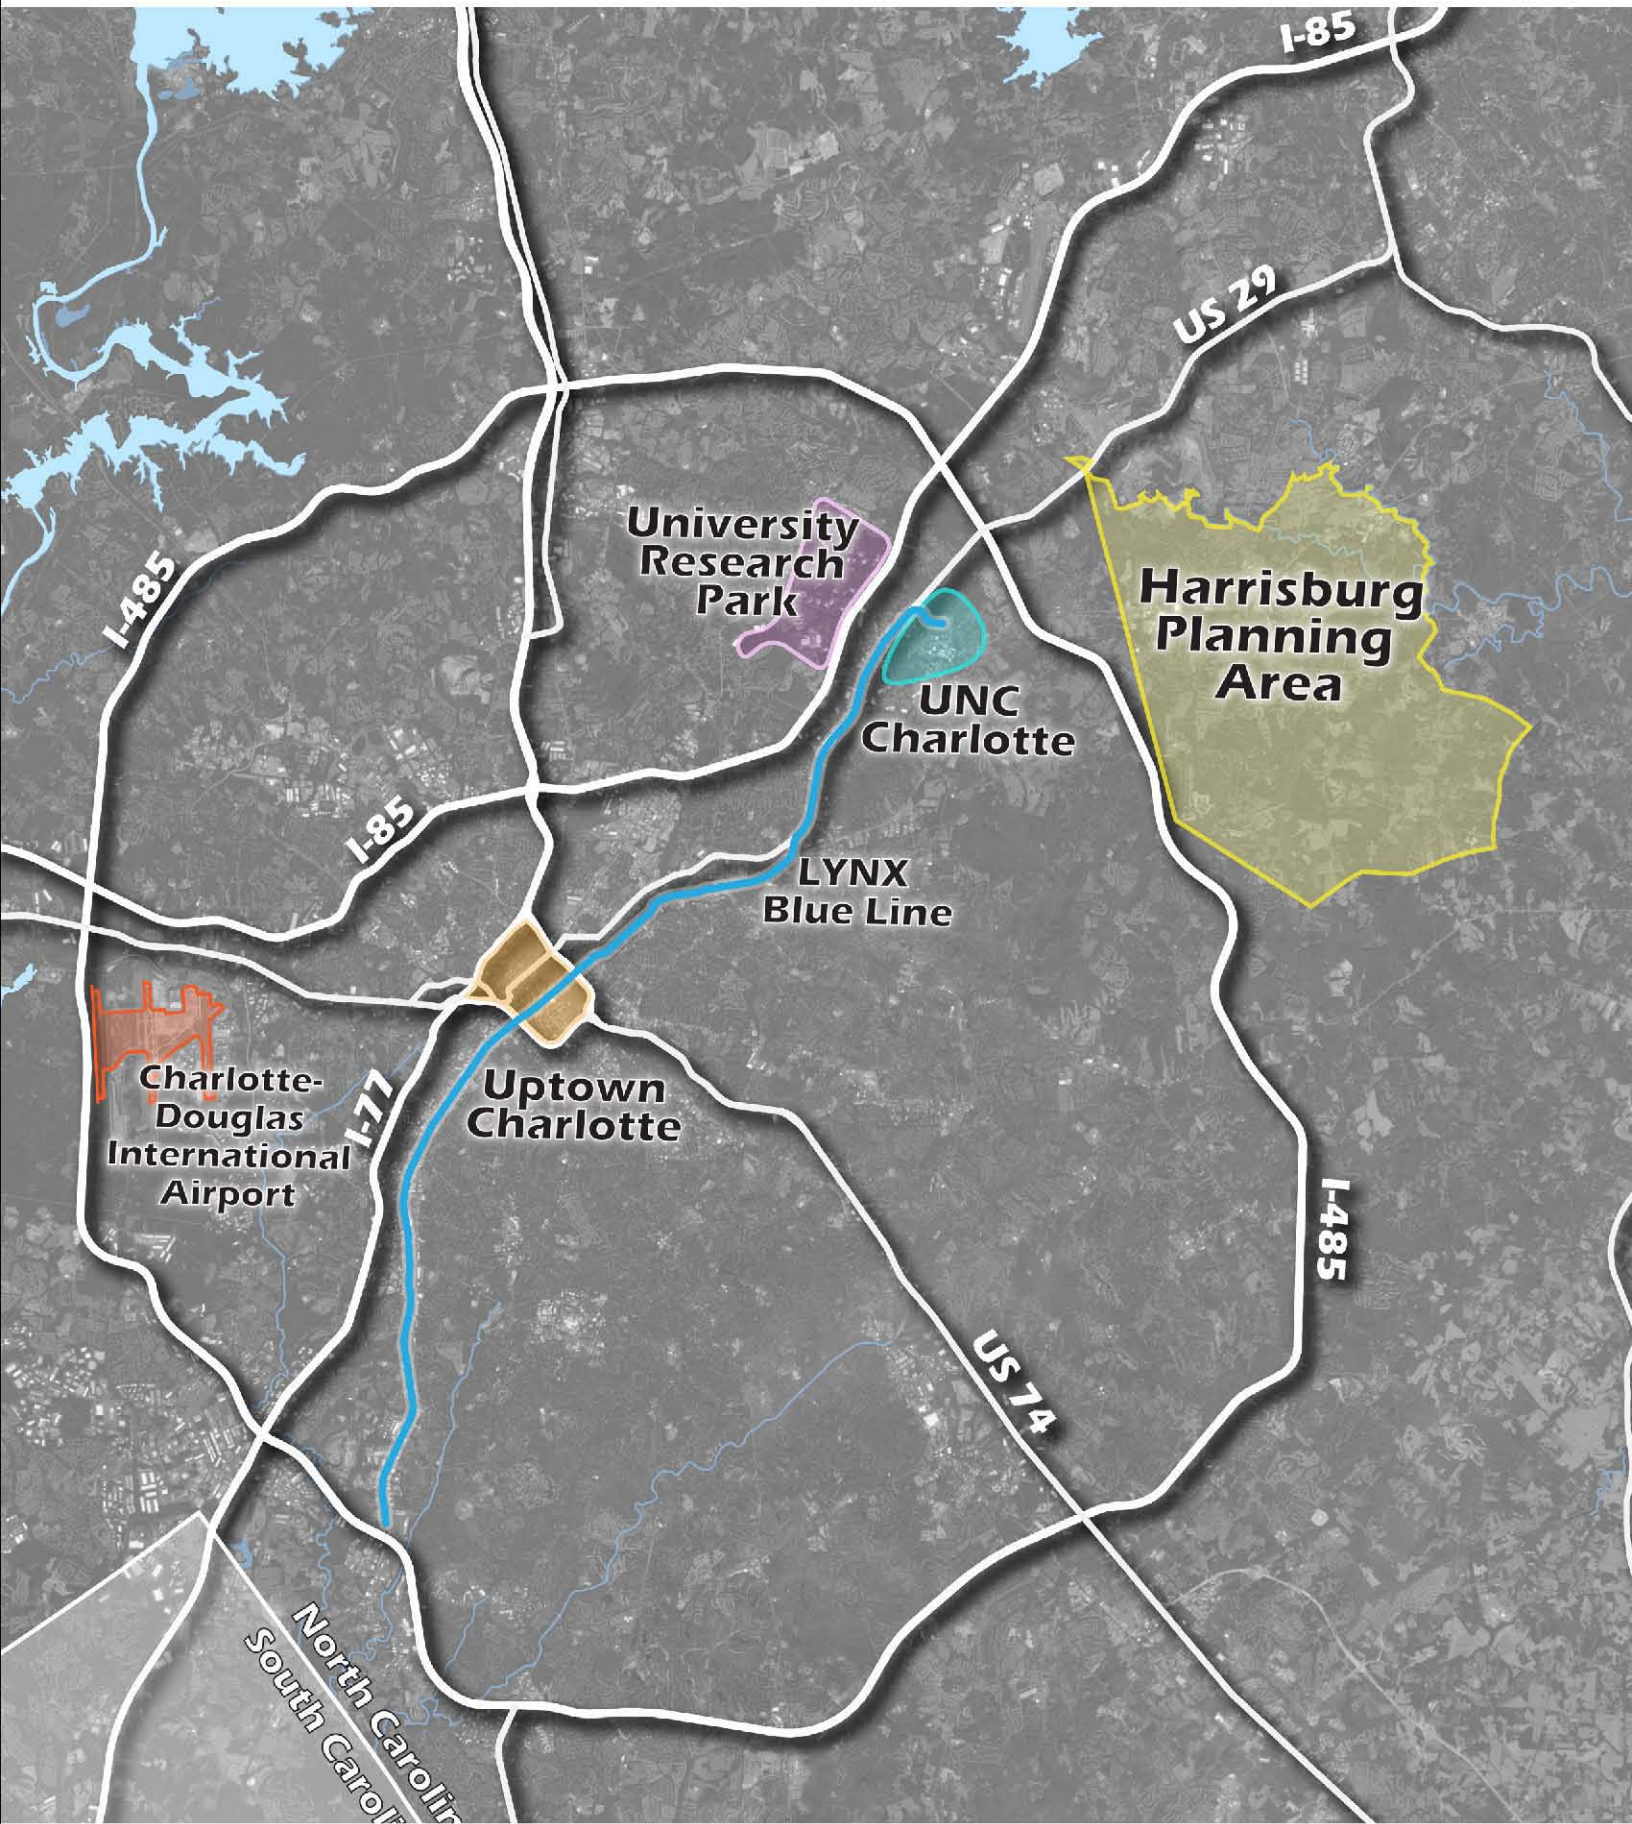 I-85
US 29
University
Research
Park
I-485
Harrisburg
Planning
Area
UNC
Charlotte
I-85
LYNX
Blue Line
Charlotte-
Douglas
International
Airport
I-77
Uptown
Charlotte
I-485
US 74
North Carolin
South Caroli